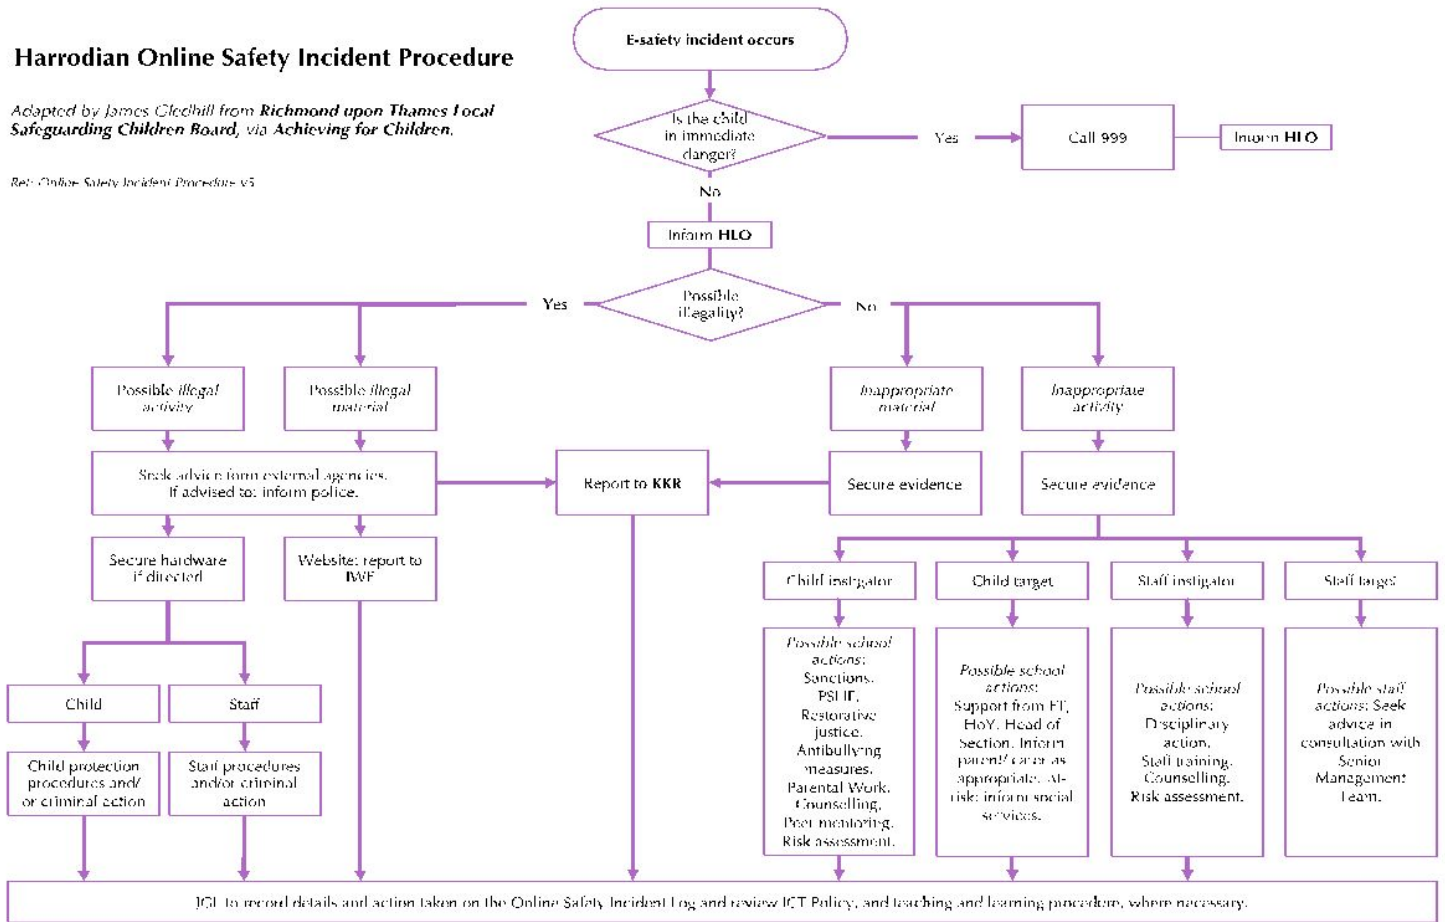 Harrodian Online Safety Incident Procedure
Adapted by James Gledhill from Richmond upon Thames Local
Safeguarding Children Board, via Achieving for Children.
Ref: Online Safety Incident Procedure v5
E-safety incident occurs
Is the child
in immediate
danger?
Yes
Call 999
Inform HLO
No
Inform HLO
Possible
illegality?
Yes
No
Possible illegal
activity
Possible illegal
material
Inappropriate
material
Inappropriate
activity
Seek advice form external agencies.
If advised to: inform police.
Report to KKR
Secure evidence
Secure evidence
Secure hardware
if directed
Website: report to
IWF
Child instigator
Child target
Staff instigator
Staff target
Child
Staff
Child protection
procedures and/
or criminal action
Staff procedures
and/or criminal
action
Possible school
actions:
Sanctions.
PSHE,
Restorative
justice.
Antibullying
measures.
Parental Work.
Counselling.
Peer mentoring.
Risk assessment.
Possible school
actions:
Support from FT,
HoY, Head of
Section. Inform
parent/ carer as
appropriate. At-
risk: inform social
services.
Possible school
actions:
Disciplinary
action.
Staff training.
Counselling.
Risk assessment.
Possible staff
actions: Seek
advice in
consultation with
Senior
Management
Team.
JGL to record details and action taken on the Online Safety Incident Log and review ICT Policy, and teaching and learning procedure, where necessary.